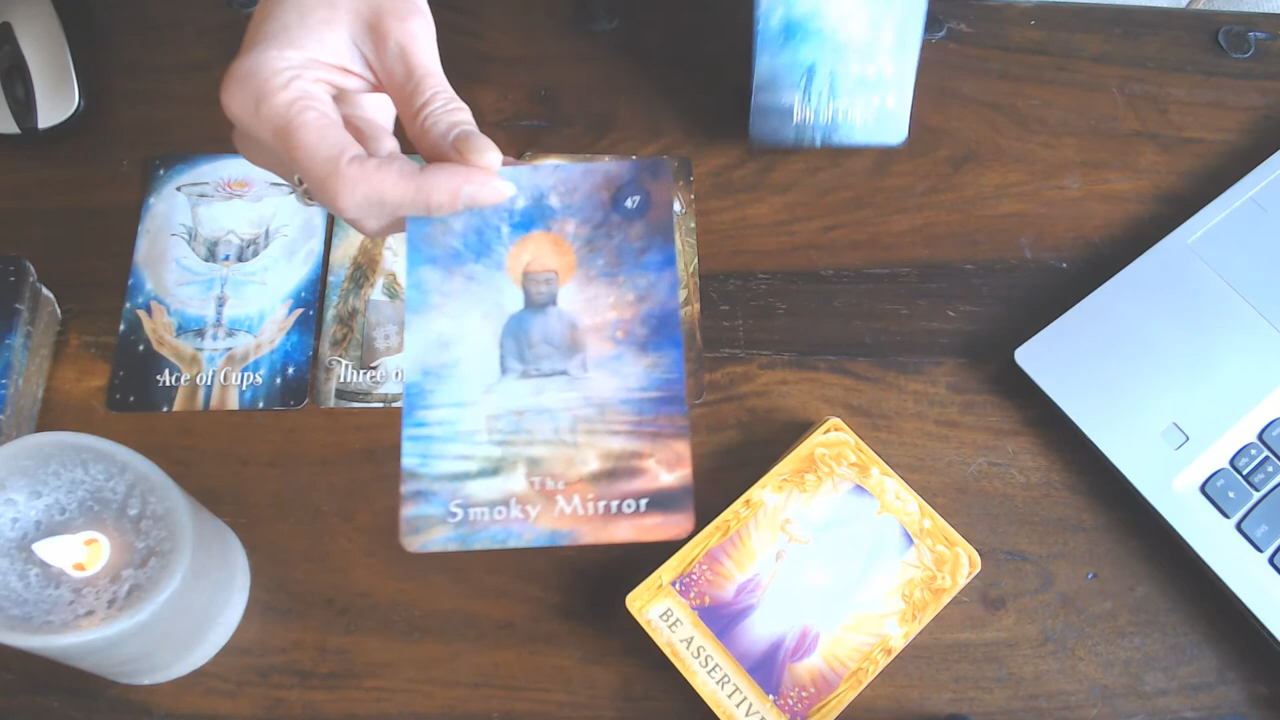 47
Ace of Cups
Three o
The
Smoky Mirror
BE ASSERTIVE